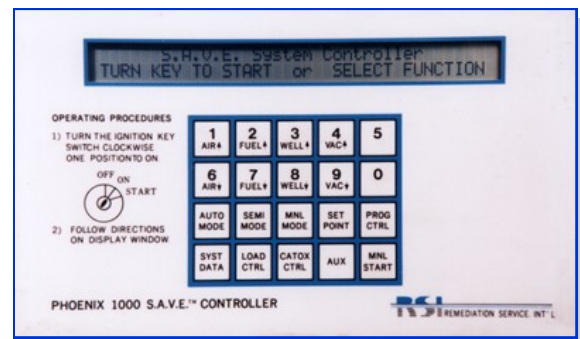 S.A.V.E. System Controller
TURN KEY TO START or SELECT FUNCTION
OPERATING PROCEDURES
1) TURN THE IGNITION KEY
SWITCH CLOCKWISE
ONE POSITION TO ON
OFF ON
START
2) FOLLOW DIRECTIONS
ON DISPLAY WINDOW
1 2 3 4 5
AIR↑ FUEL↑ WELL↑ VAC↑
6 7 8 9 0
AIR↓ FUEL↓ WELL↓ VAC↓
AUTO SEMI MNL SET PROG
MODE MODE MODE POINT CTRL
SYST LOAD CATOX AUX MNL
DATA CTRL CTRL START
PHOENIX 1000 S.A.V.E.™ CONTROLLER
RSI REMEDIATION SERVICE, INT'L